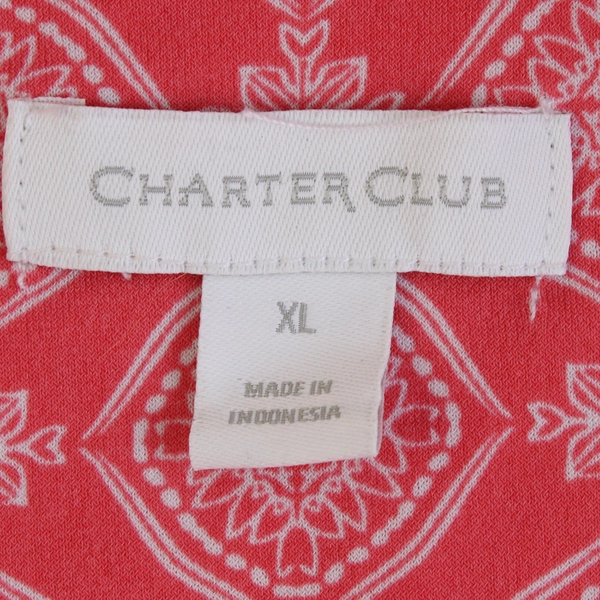 CHARTER CLUB
XL
MADE IN
INDONESIA